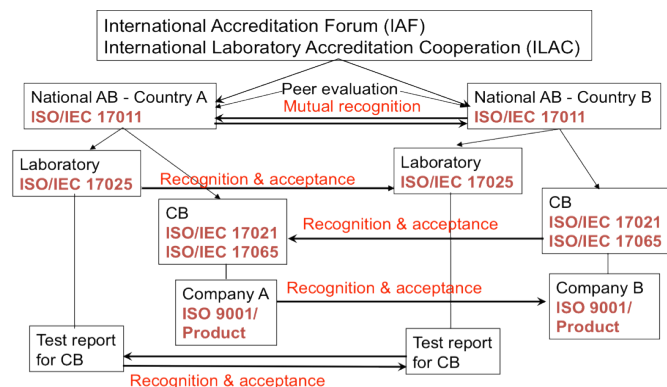 International Accreditation Forum (IAF)
International Laboratory Accreditation Cooperation (ILAC)
National AB - Country A
ISO/IEC 17011
Peer evaluation
Mutual recognition
National AB - Country B
ISO/IEC 17011
Laboratory
ISO/IEC 17025
Recognition & acceptance
Laboratory
ISO/IEC 17025
CB
ISO/IEC 17021
ISO/IEC 17065
Recognition & acceptance
CB
ISO/IEC 17021
ISO/IEC 17065
Company A
ISO 9001/
Product
Recognition & acceptance
Company B
ISO 9001/
Product
Test report
for CB
Test report
for CB
Recognition & acceptance